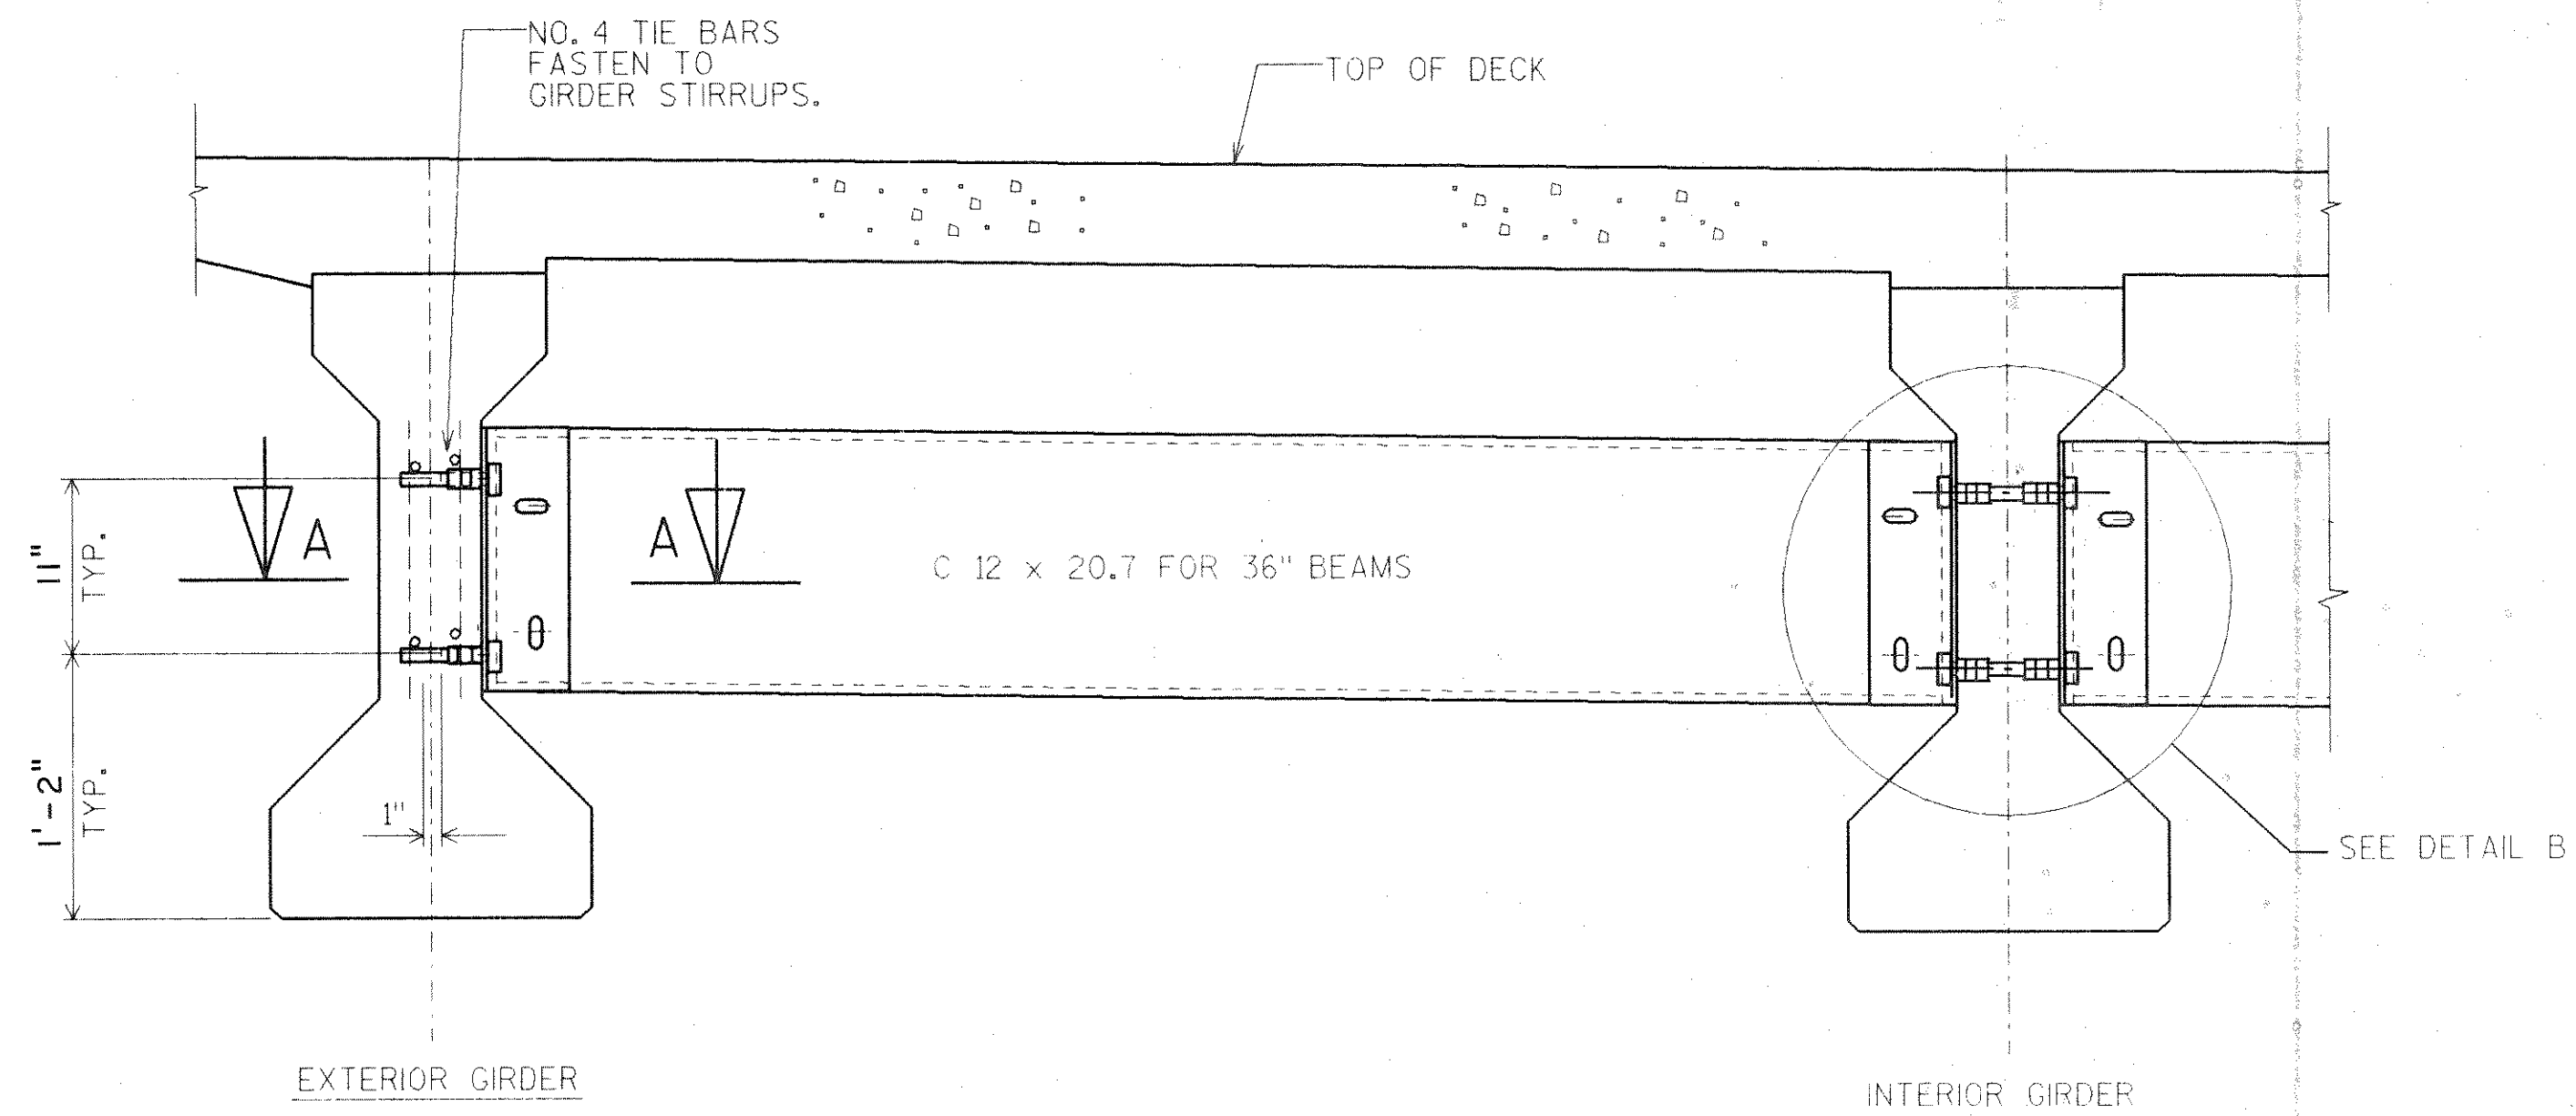 NO. 4 TIE BARS
FASTEN TO
GIRDER STIRRUPS.
TOP OF DECK
A
A
C 12 x 20.7 FOR 36" BEAMS
11"
TYP.
1'-2"
TYP.
1"
SEE DETAIL B
EXTERIOR GIRDER
INTERIOR GIRDER